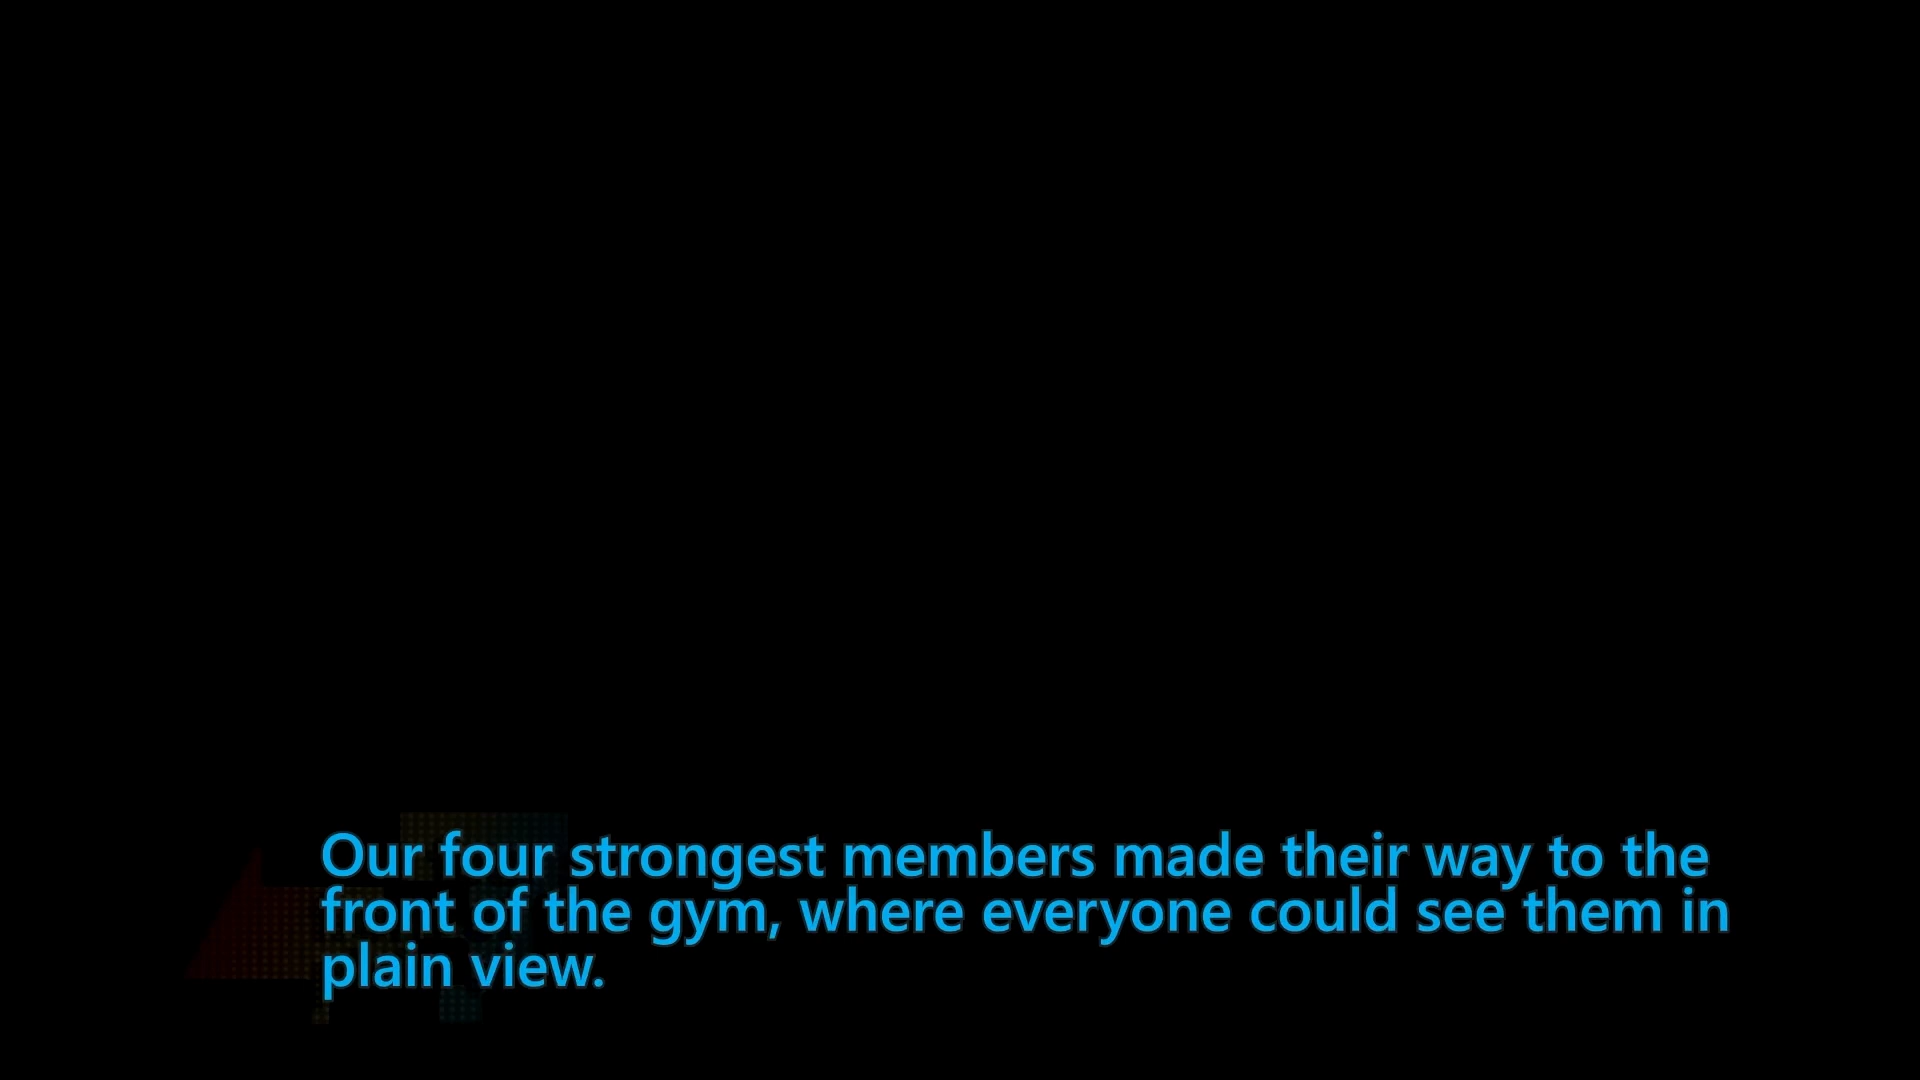 Our four strongest members made their way to the
front of the gym, where everyone could see them in
plain view.